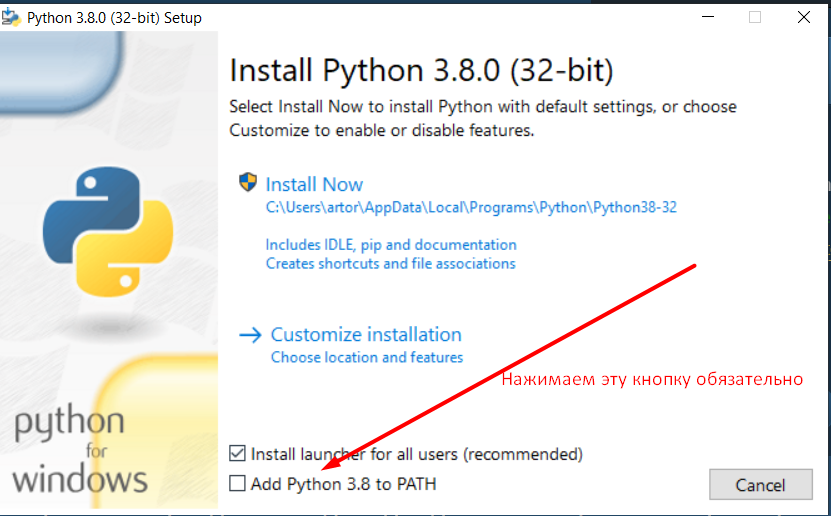 Python 3.8.0 (32-bit) Setup
Install Python 3.8.0 (32-bit)
Select Install Now to install Python with default settings, or choose
Customize to enable or disable features.
Install Now
C:\Users\artor\AppData\Local\Programs\Python\Python38-32
Includes IDLE, pip and documentation
Creates shortcuts and file associations
Customize installation
Choose location and features
Нажимаем эту кнопку обязательно
python
for
windows
Install launcher for all users (recommended)
Add Python 3.8 to PATH
Cancel